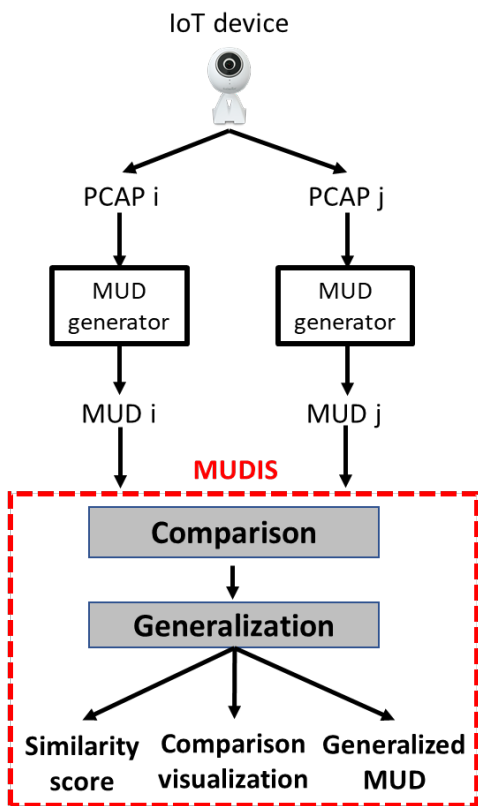 IoT device
PCAP i
PCAP j
MUD
generator
MUD
generator
MUD i
MUD j
MUDIS
Comparison
Generalization
Similarity
score
Comparison
visualization
Generalized
MUD